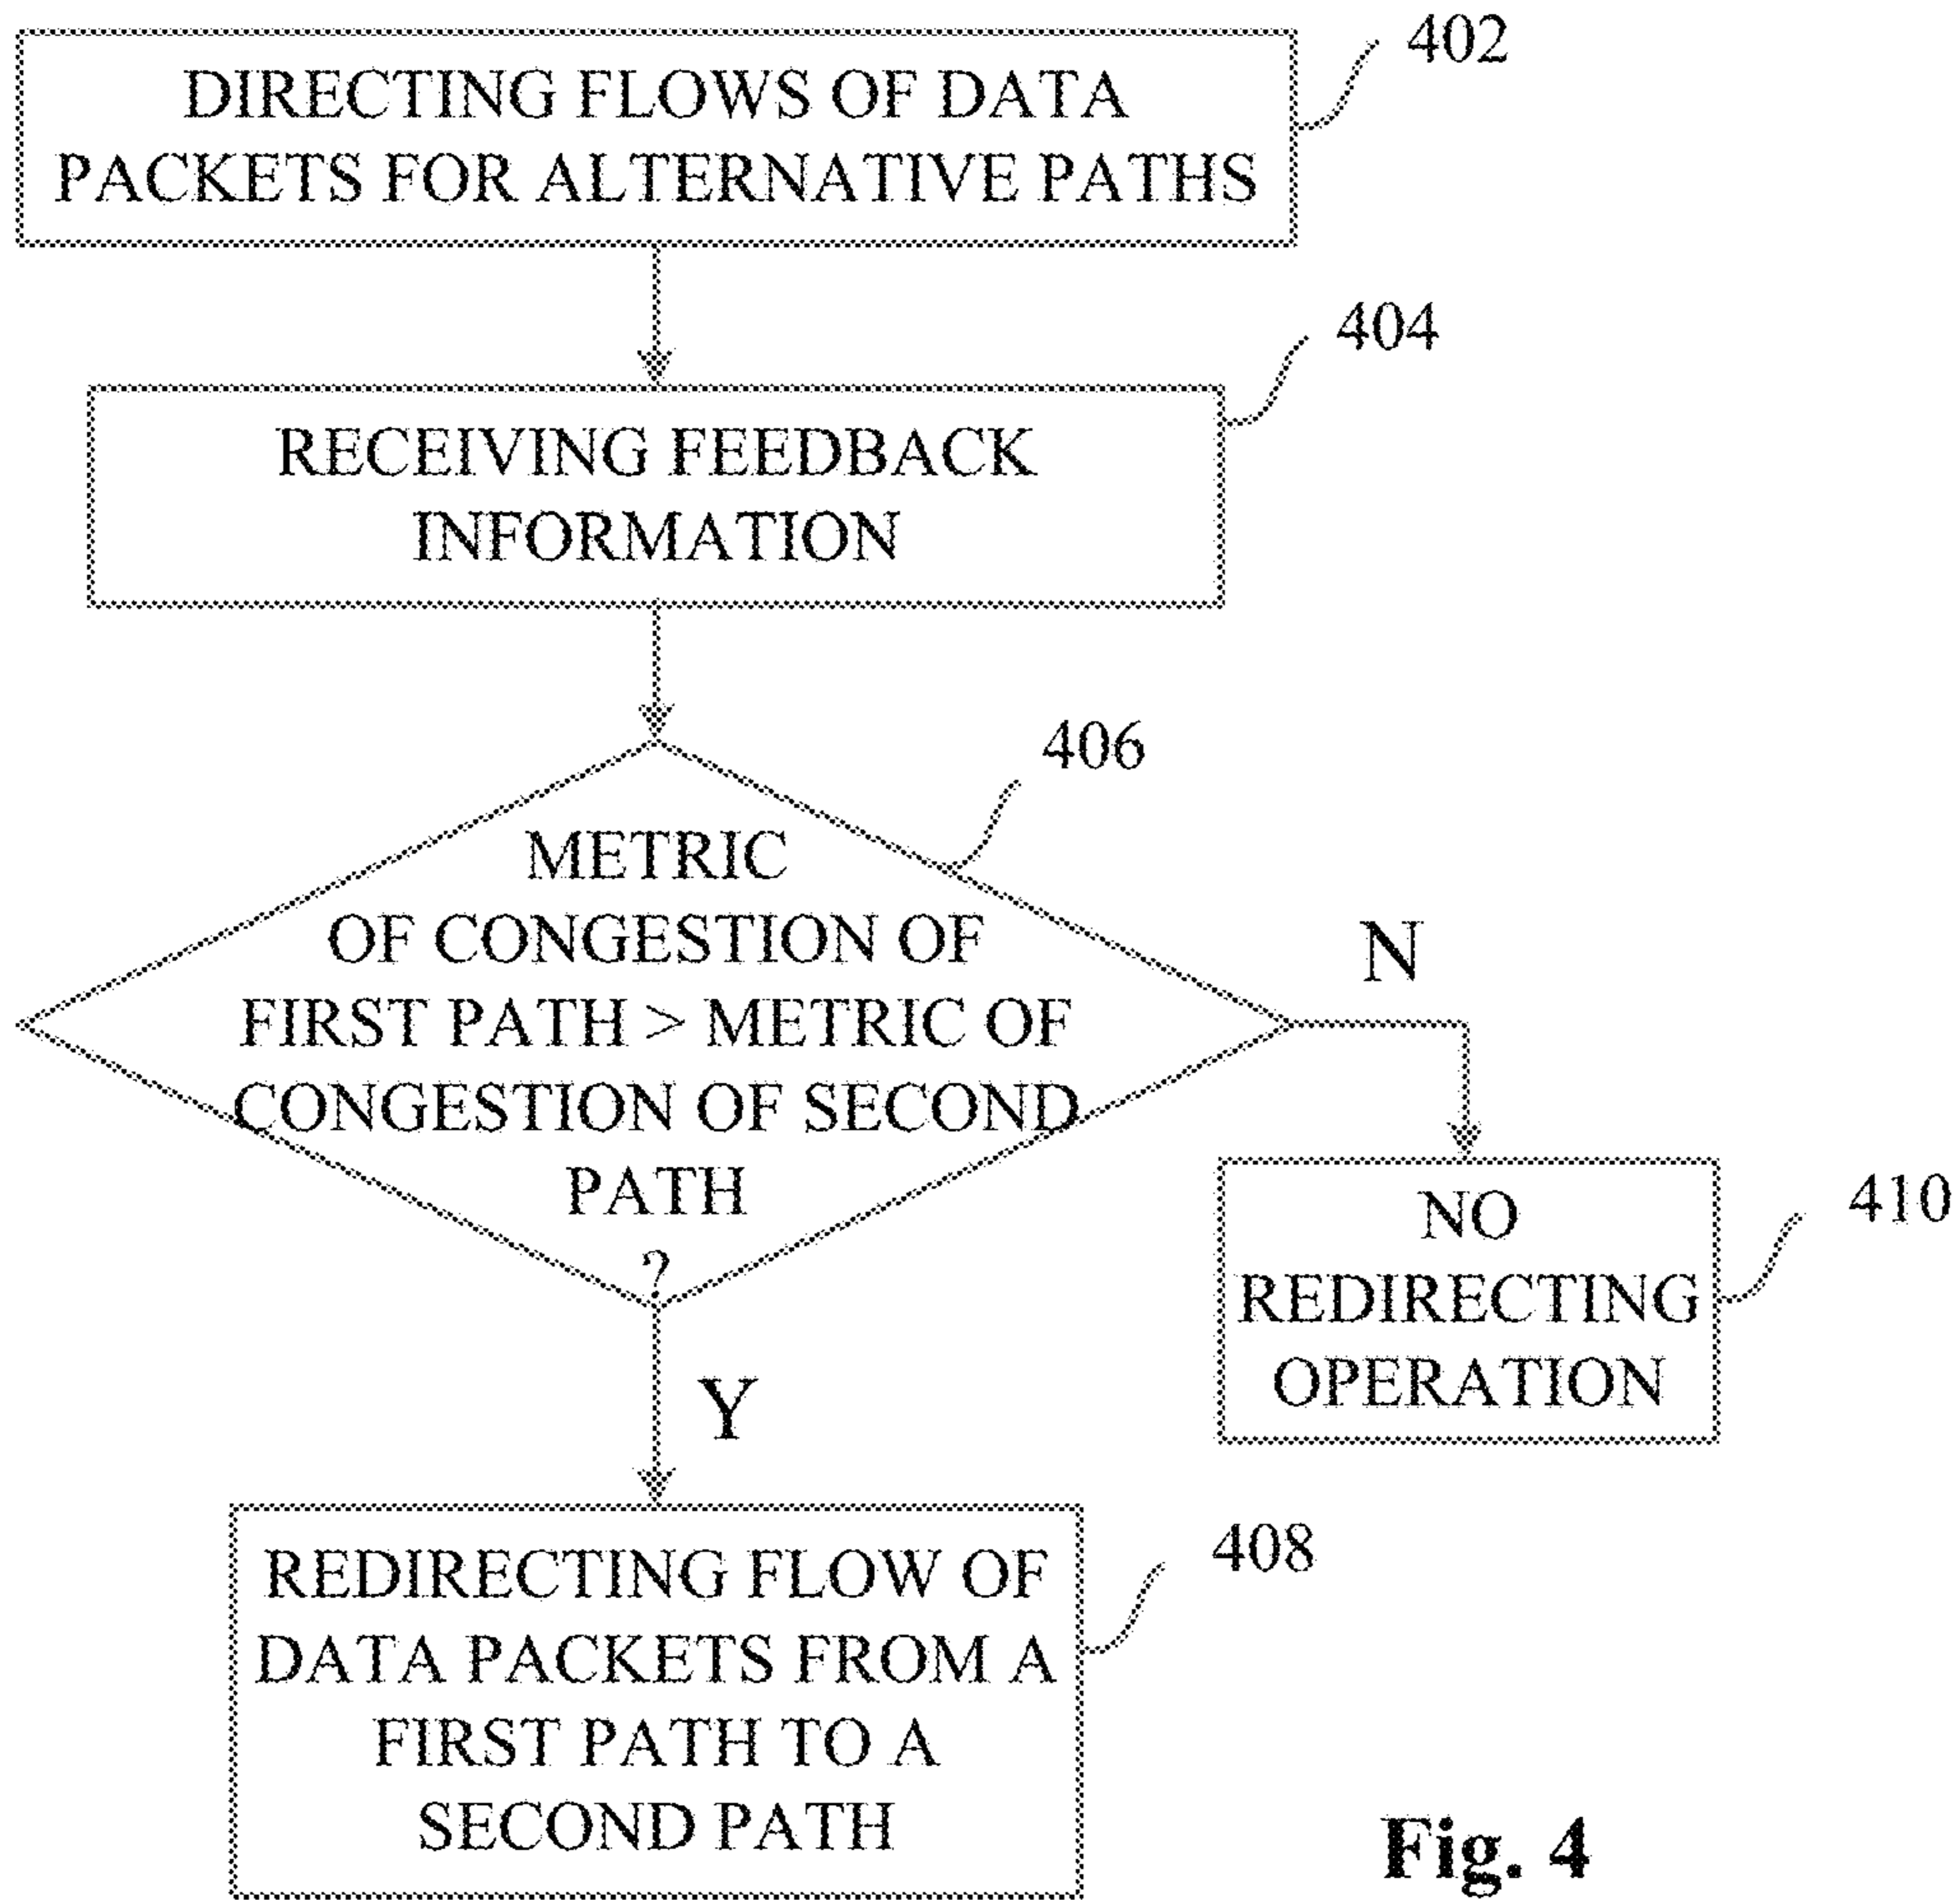 402
DIRECTING FLOWS OF DATA
PACKETS FOR ALTERNATIVE PATHS
404
RECEIVING FEEDBACK
INFORMATION
406
METRIC
OF CONGESTION OF
FIRST PATH > METRIC OF
CONGESTION OF SECOND
PATH
?
N
410
NO
REDIRECTING
OPERATION
Y
408
REDIRECTING FLOW OF
DATA PACKETS FROM A
FIRST PATH TO A
SECOND PATH
Fig. 4